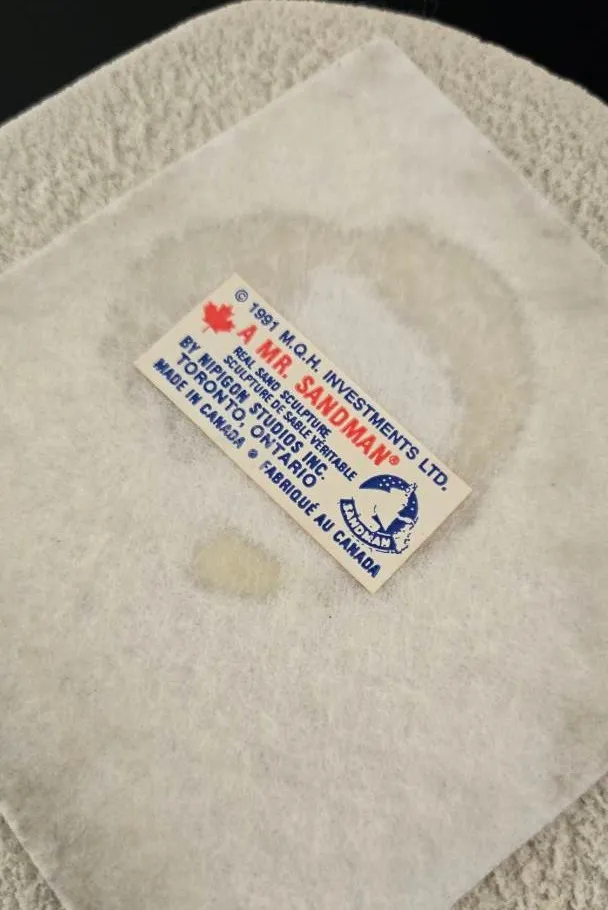 © 1991 M.Q.H. INVESTMENTS LTD.
A MR. SANDMAN®
REAL SAND SCULPTURE
SCULPTURE DE SABLE VERITABLE
BY NIPIGON STUDIOS INC.
TORONTO, ONTARIO
MADE IN CANADA • FABRIQUÉ AU CANADA
SANDMAN